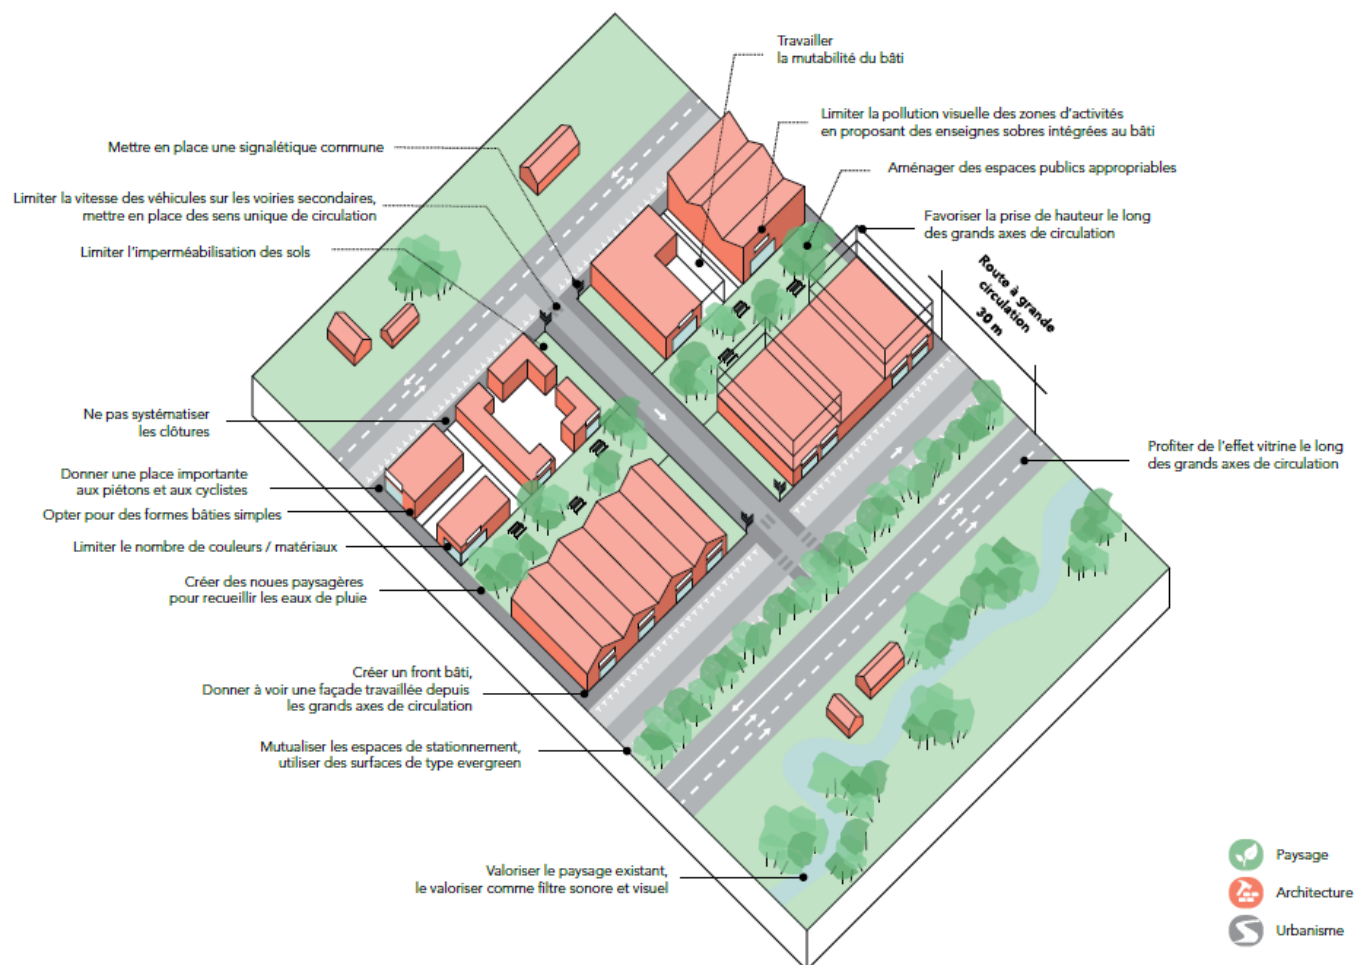 Travailler
la mutabilité du bâti
Limiter la pollution visuelle des zones d'activités
en proposant des enseignes sobres intégrées au bâti
Mettre en place une signalétique commune
Aménager des espaces publics appropriables
Limiter la vitesse des véhicules sur les voiries secondaires,
mettre en place des sens unique de circulation
Favoriser la prise de hauteur le long
des grands axes de circulation
Limiter l'imperméabilisation des sols
Route à grande
circulation
30 m
Ne pas systématiser
les clôtures
Profiter de l'effet vitrine le long
des grands axes de circulation
Donner une place importante
aux piétons et aux cyclistes
Opter pour des formes bâties simples
Limiter le nombre de couleurs / matériaux
Créer des noues paysagères
pour recueillir les eaux de pluie
Créer un front bâti,
Donner à voir une façade travaillée depuis
les grands axes de circulation
Mutualiser les espaces de stationnement,
utiliser des surfaces de type evergreen
Valoriser le paysage existant,
le valoriser comme filtre sonore et visuel
Paysage
Architecture
Urbanisme